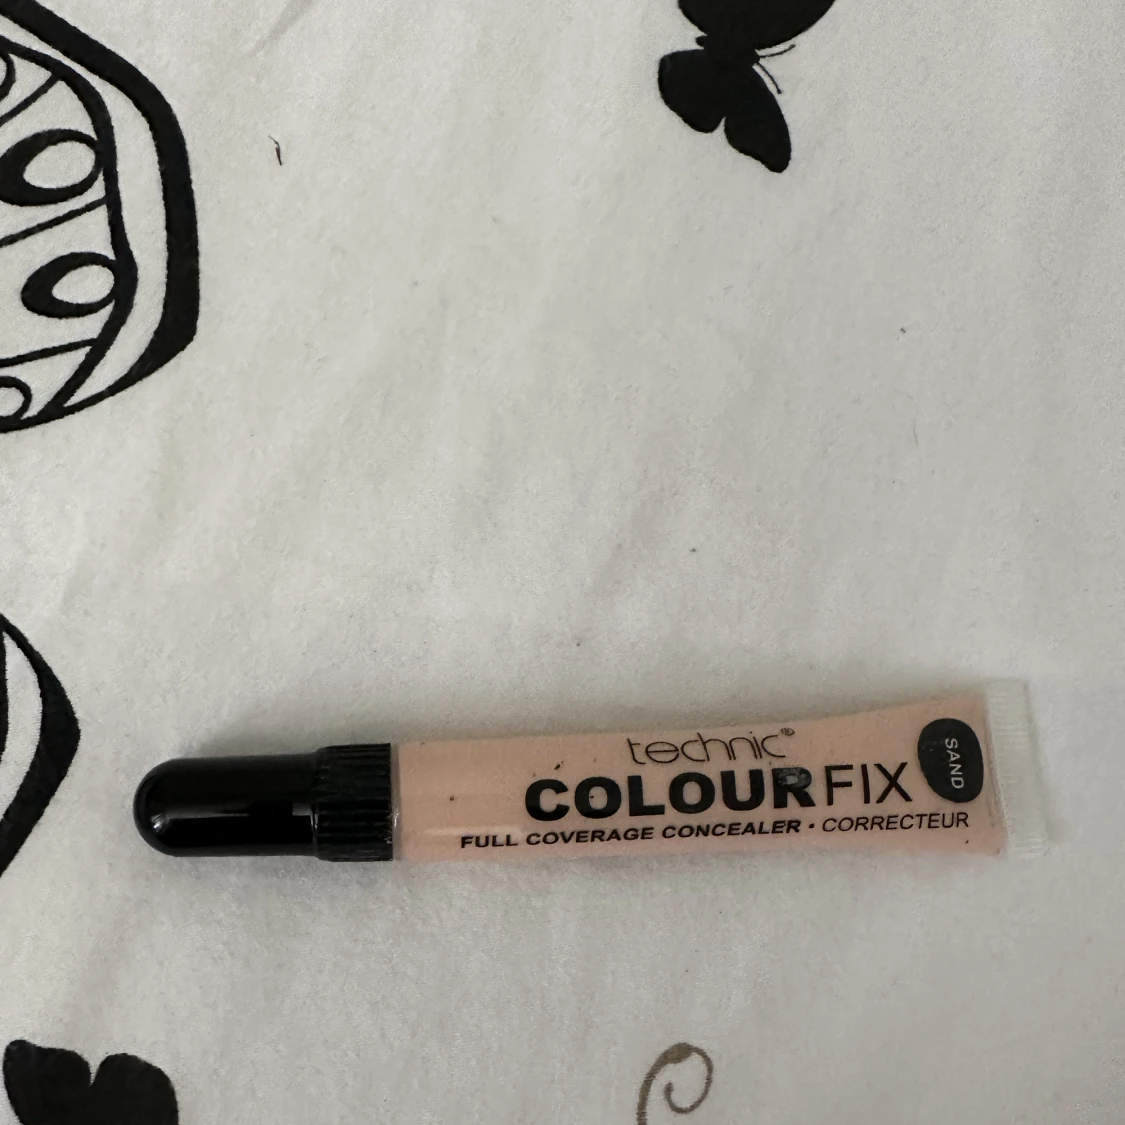 technic®
COLOURFIX
SAND
FULL COVERAGE CONCEALER • CORRECTEUR